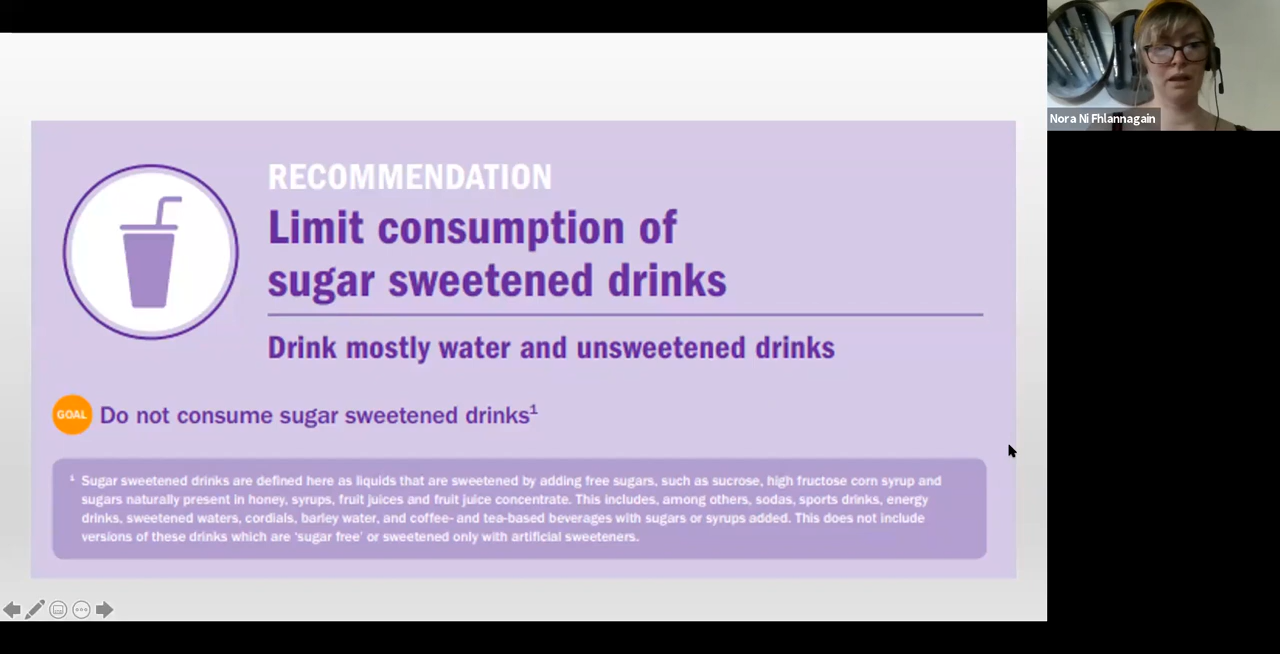 RECOMMENDATION
Limit consumption of
sugar sweetened drinks
Drink mostly water and unsweetened drinks
GOAL Do not consume sugar sweetened drinks¹
¹ Sugar sweetened drinks are defined here as liquids that are sweetened by adding free sugars, such as sucrose, high fructose corn syrup and
sugars naturally present in honey, syrups, fruit juices and fruit juice concentrate. This includes, among others, sodas, sports drinks, energy
drinks, sweetened waters, cordials, barley water, and coffee- and tea-based beverages with sugars or syrups added. This does not include
versions of these drinks which are ‘sugar free’ or sweetened only with artificial sweeteners.
Nora Ni Fhlannagain